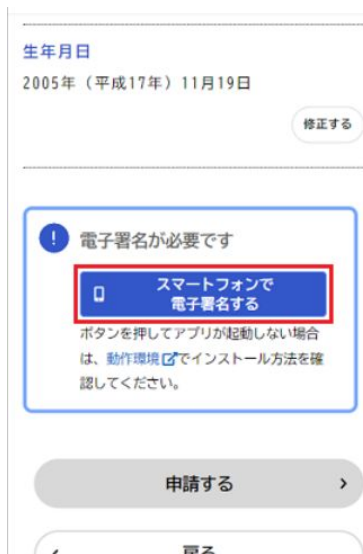 生年月日
2005年（平成17年）11月19日
修正する
電子署名が必要です
スマートフォンで
電子署名する
ボタンを押してアプリが起動しない場合
は、動作環境でインストール方法を確
認してください。
申請する
戻る